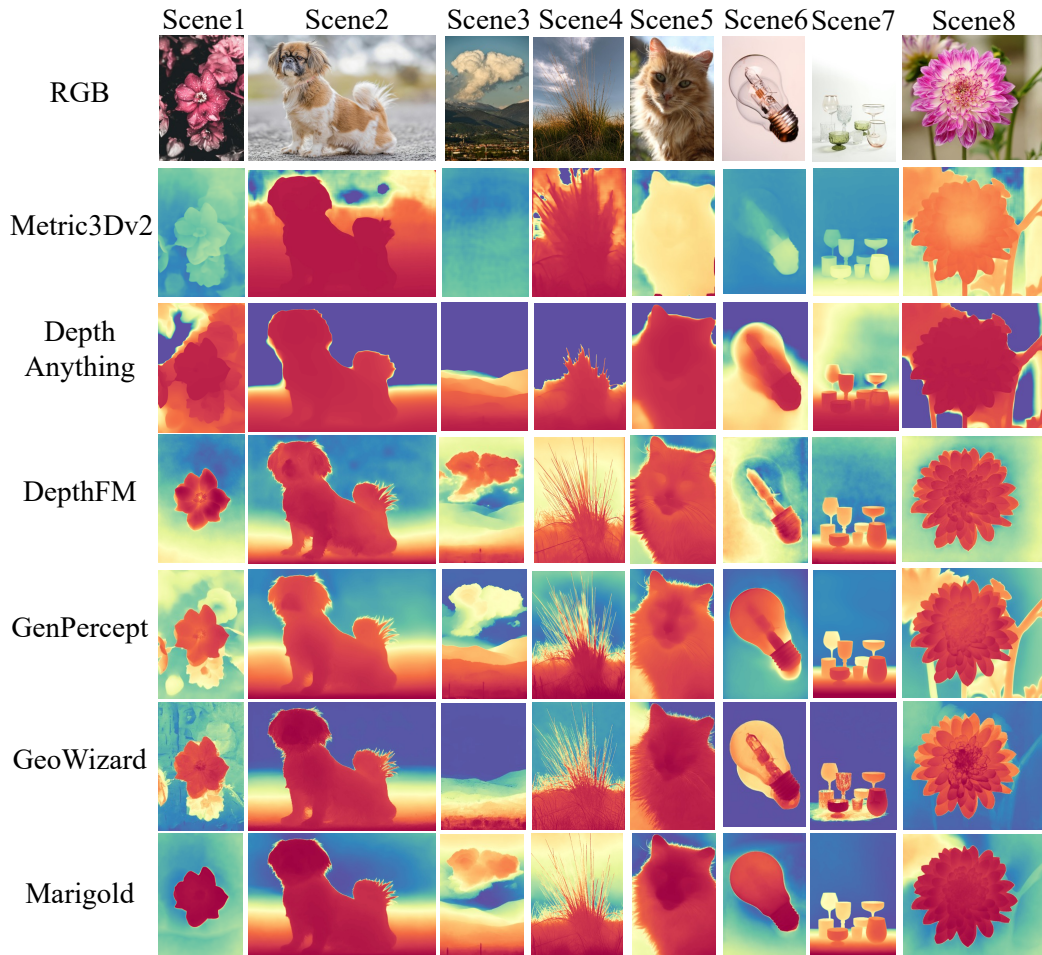 Scene1 Scene2 Scene3 Scene4 Scene5 Scene6 Scene7 Scene8
RGB
Metric3Dv2
Depth
Anything
DepthFM
GenPercept
GeoWizard
Marigold